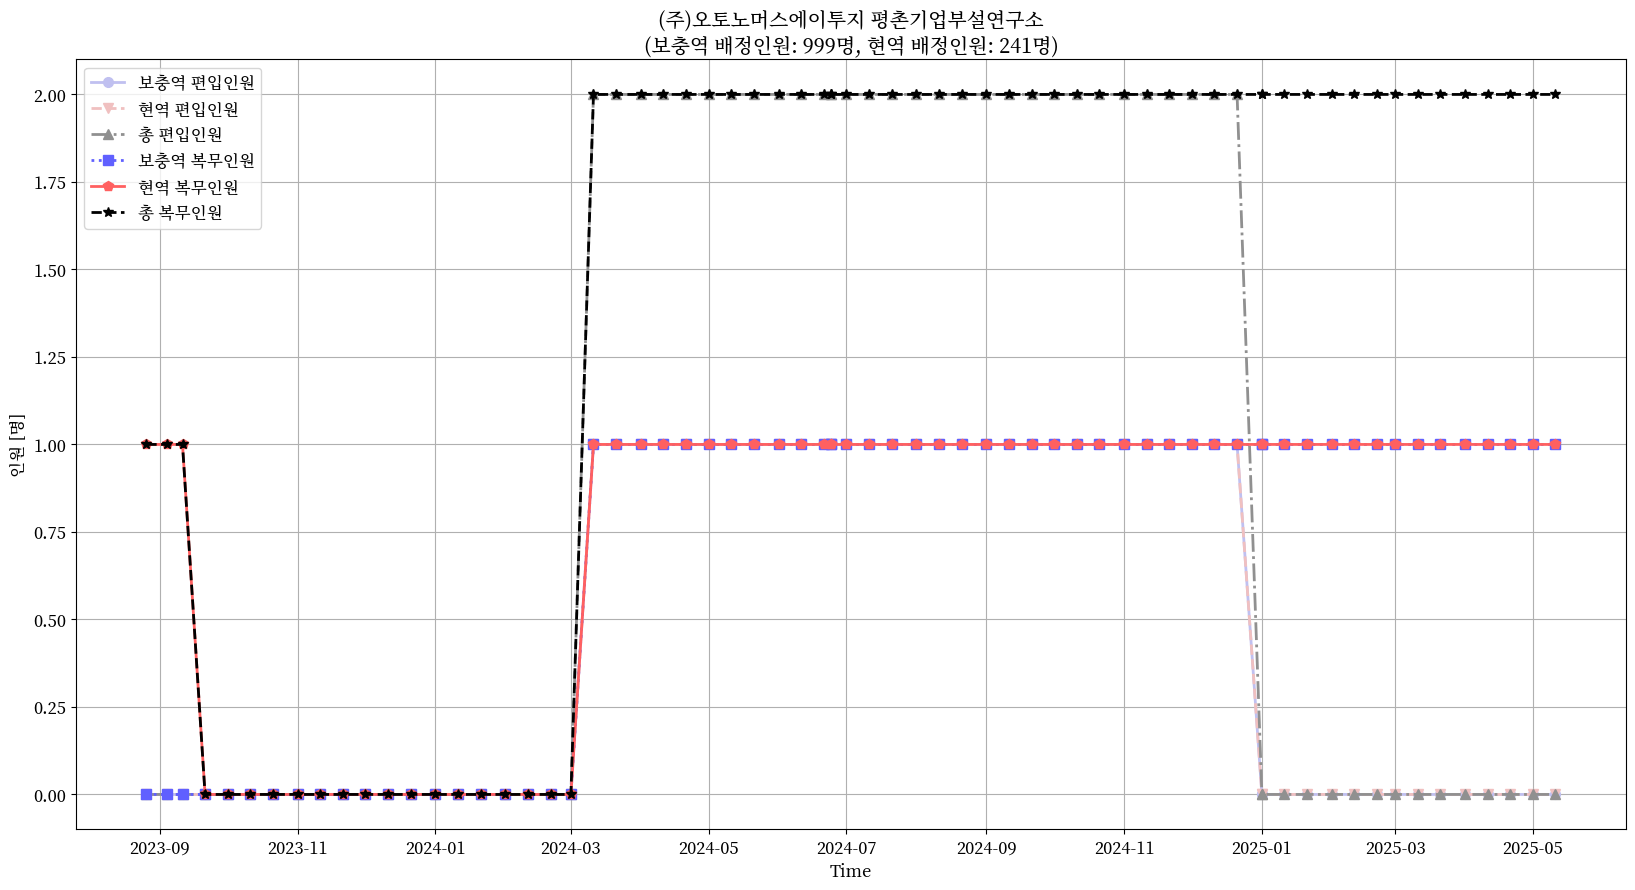 (주)오토노머스에이투지 평촌기업부설연구소
(보충역 배정인원: 999명, 현역 배정인원: 241명)
보충역 편입인원
현역 편입인원
총 편입인원
보충역 복무인원
현역 복무인원
총 복무인원
인원 [명]
2.00
1.75
1.50
1.25
1.00
0.75
0.50
0.25
0.00
2023-09
2023-11
2024-01
2024-03
2024-05
2024-07
2024-09
2024-11
2025-01
2025-03
2025-05
Time